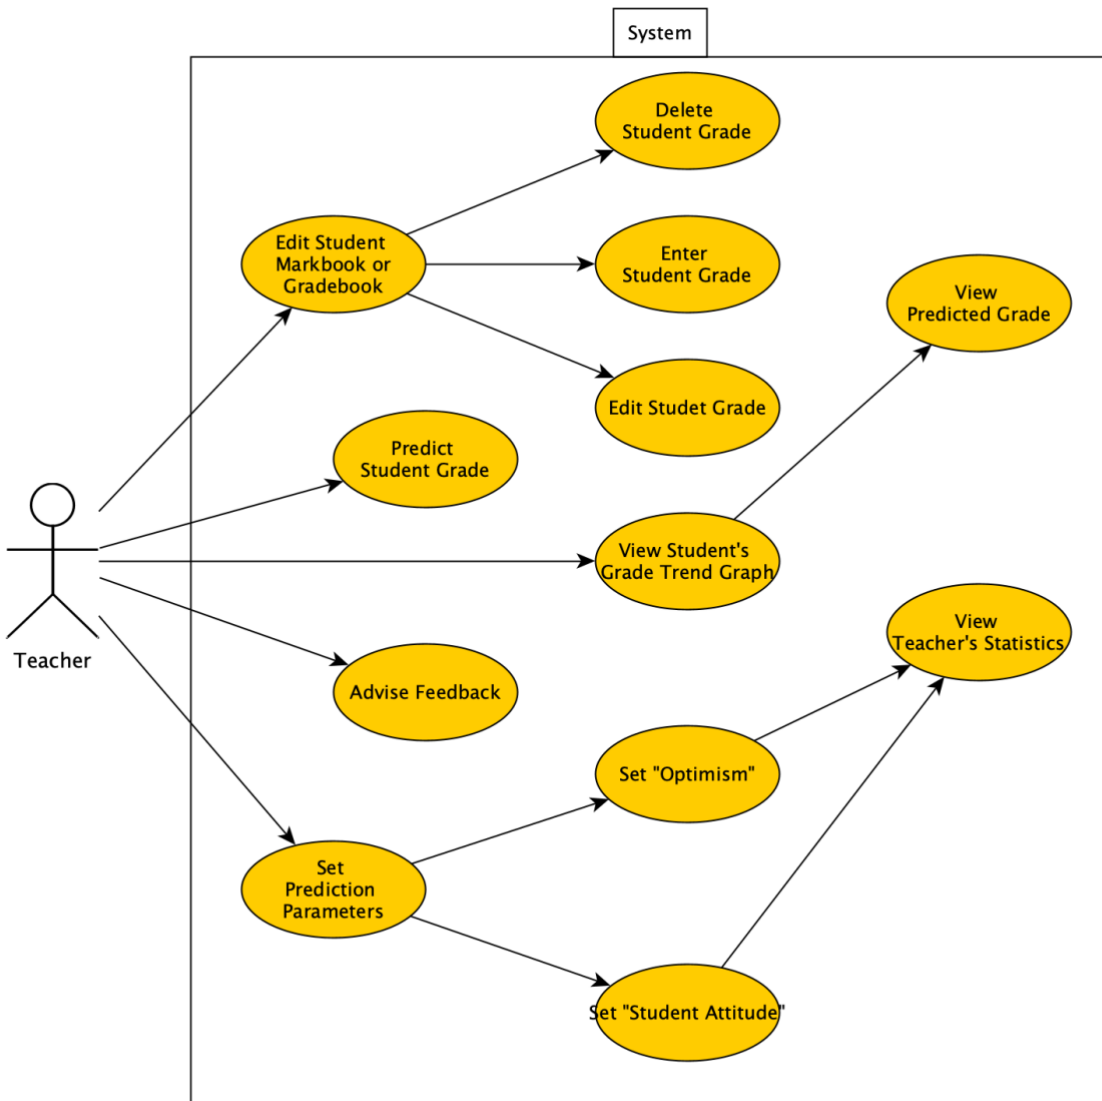 System
Delete
Student Grade
Edit Student
Markbook or
Gradebook
Enter
Student Grade
View
Predicted Grade
Edit Studet Grade
Predict
Student Grade
View Student's
Grade Trend Graph
Teacher
View
Teacher's Statistics
Advise Feedback
Set "Optimism"
Set
Prediction
Parameters
Set "Student Attitude"